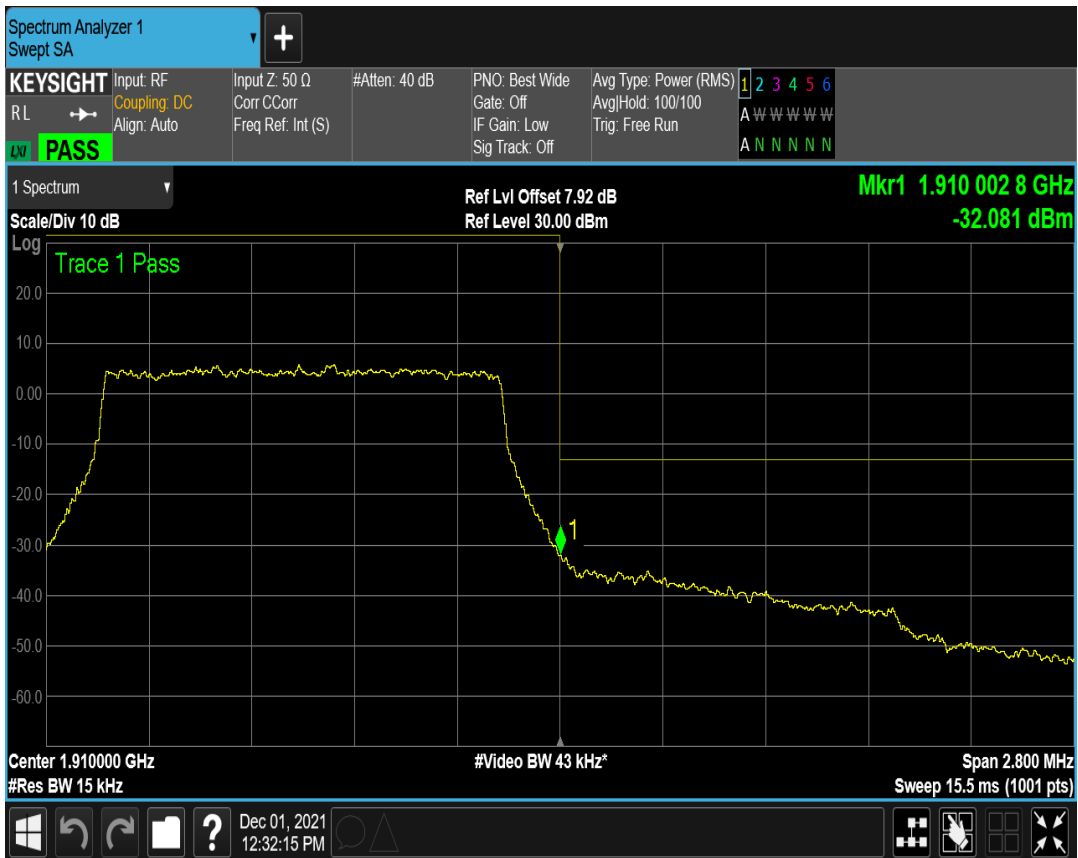 Spectrum Analyzer 1
Swept SA
+
KEYSIGHT
RL
LXI
PASS
Input: RF
Coupling: DC
Align: Auto
Input Z: 50 Ω
Corr CCorr
Freq Ref: Int (S)
#Atten: 40 dB
PNO: Best Wide
Gate: Off
IF Gain: Low
Sig Track: Off
Avg Type: Power (RMS)
Avg|Hold: 100/100
Trig: Free Run
1 2 3 4 5 6
A W W W W W
A N N N N N
1 Spectrum
Scale/Div 10 dB
Ref Lvl Offset 7.92 dB
Ref Level 30.00 dBm
Mkr1 1.910 002 8 GHz
-32.081 dBm
Log
Trace 1 Pass
20.0
10.0
0.00
-10.0
-20.0
1
-30.0
-40.0
-50.0
-60.0
Center 1.910000 GHz
#Res BW 15 kHz
#Video BW 43 kHz*
Span 2.800 MHz
Sweep 15.5 ms (1001 pts)
?
Dec 01, 2021
12:32:15 PM